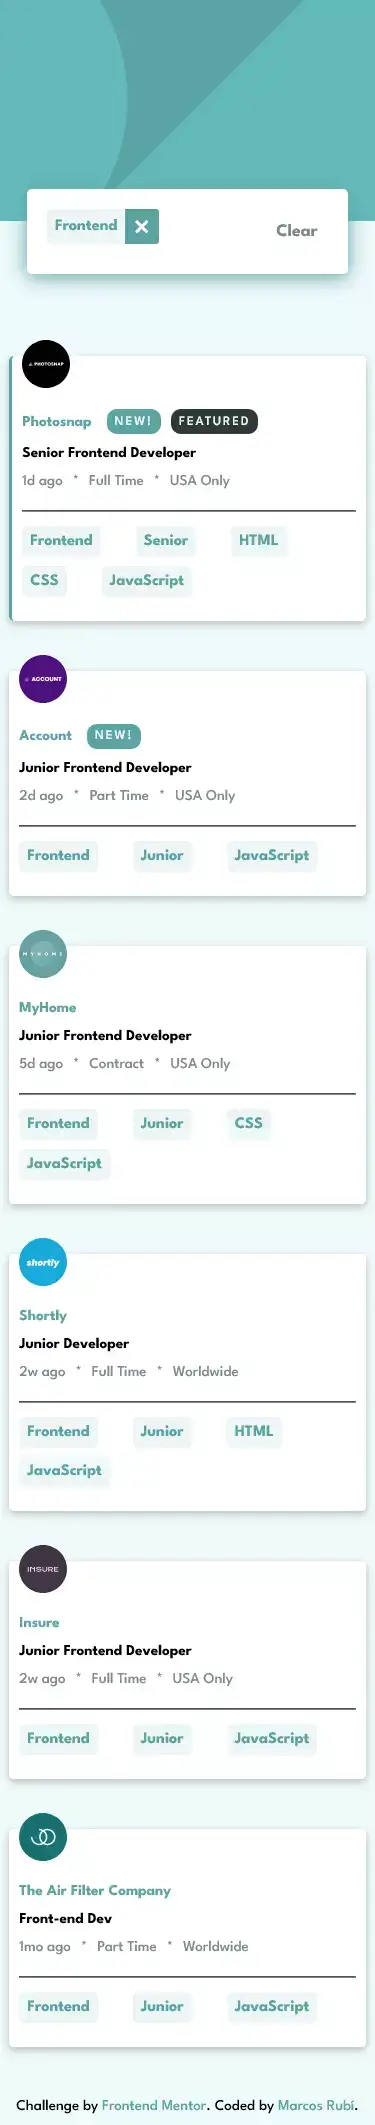 Frontend ✕ Clear
PHOTOSNAP
Photosnap NEW! FEATURED
Senior Frontend Developer
1d ago * Full Time * USA Only
Frontend Senior HTML
CSS JavaScript
ACCOUNT
Account NEW!
Junior Frontend Developer
2d ago * Part Time * USA Only
Frontend Junior JavaScript
MYHOME
MyHome
Junior Frontend Developer
5d ago * Contract * USA Only
Frontend Junior CSS
JavaScript
shortly
Shortly
Junior Developer
2w ago * Full Time * Worldwide
Frontend Junior HTML
JavaScript
INSURE
Insure
Junior Frontend Developer
2w ago * Full Time * USA Only
Frontend Junior JavaScript
The Air Filter Company
Front-end Dev
1mo ago * Part Time * Worldwide
Frontend Junior JavaScript
Challenge by Frontend Mentor. Coded by Marcos Rubí.